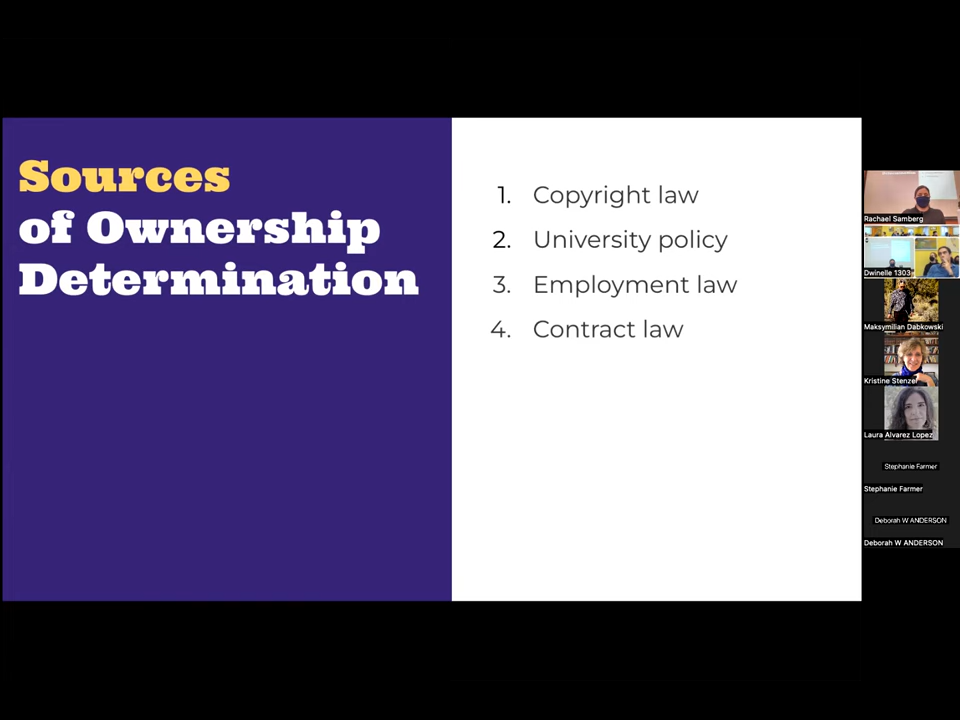 Sources
of Ownership
Determination
1. Copyright law
2. University policy
3. Employment law
4. Contract law
Rachael Samberg
Dwinelle 1303
Maksymilian Dabkowski
Kristine Stenzel
Laura Alvarez Lopez
Stephanie Farmer
Stephanie Farmer
Deborah W ANDERSON
Deborah W ANDERSON